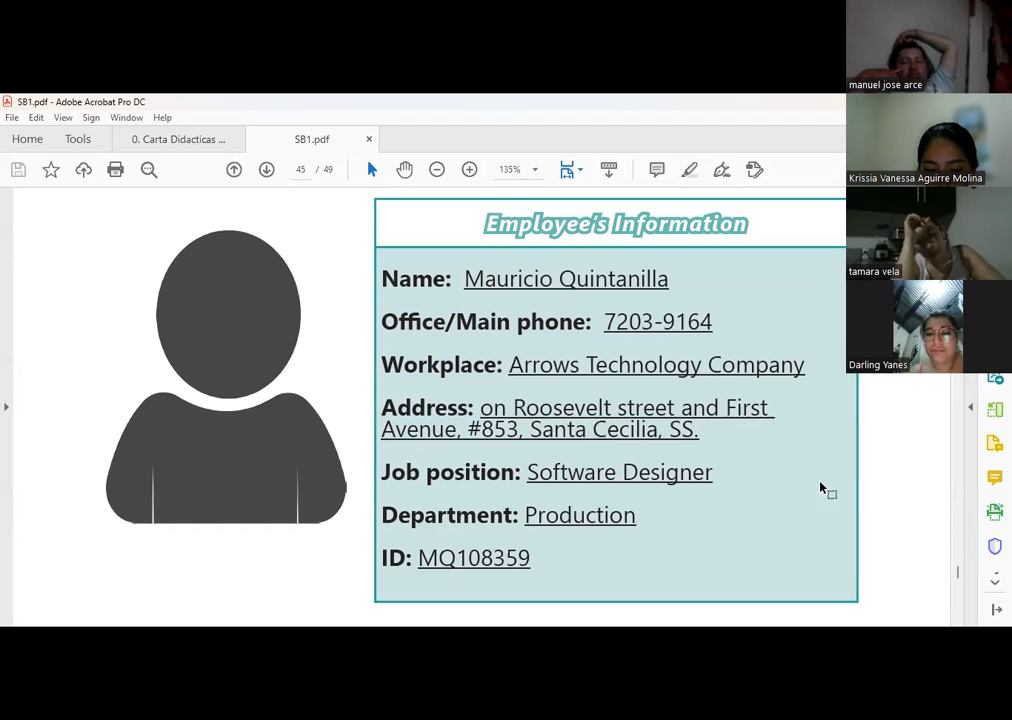 SB1.pdf - Adobe Acrobat Pro DC
File Edit View Sign Window Help
Home Tools 0. Carta Didacticas ... SB1.pdf ×
45 / 49 135%
Employee's Information
Name: Mauricio Quintanilla
Office/Main phone: 7203-9164
Workplace: Arrows Technology Company
Address: on Roosevelt street and First
Avenue, #853, Santa Cecilia, SS.
Job position: Software Designer
Department: Production
ID: MQ108359
manuel jose arce
Krissia Vanessa Aguirre Molina
tamara vela
Darling Yanes